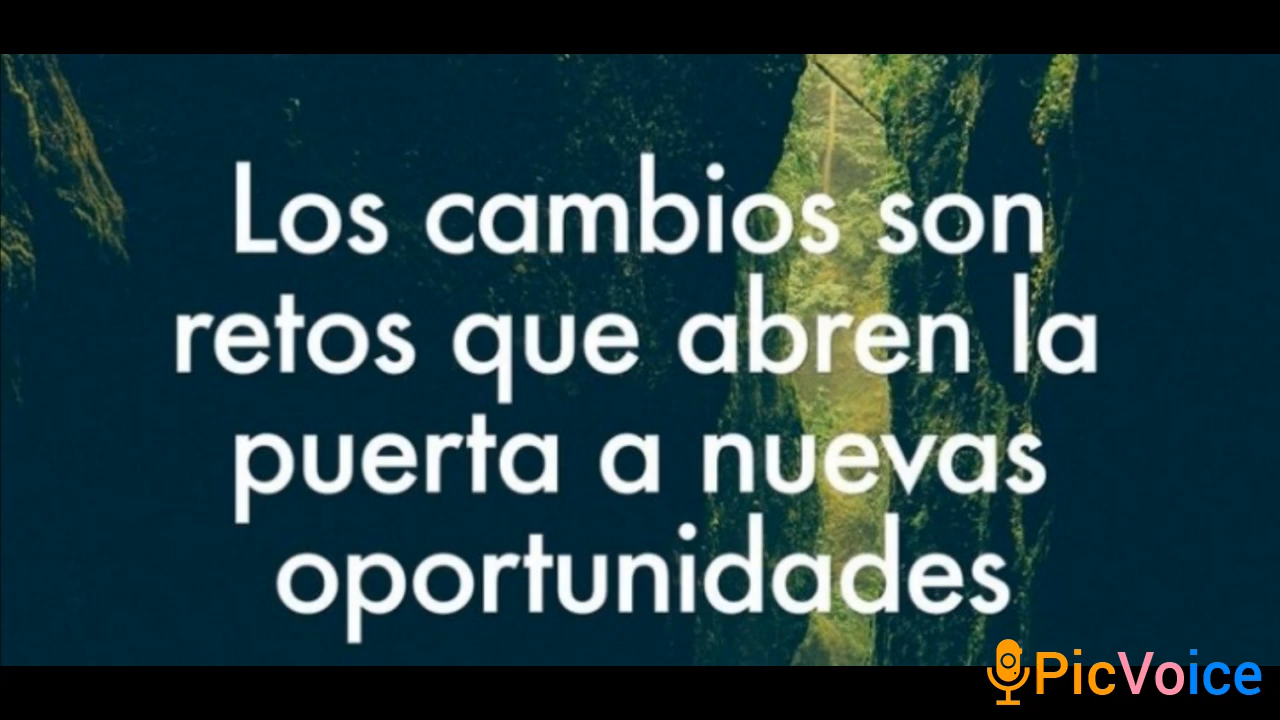 Los cambios son
retos que abren la
puerta a nuevas
oportunidades
PicVoice